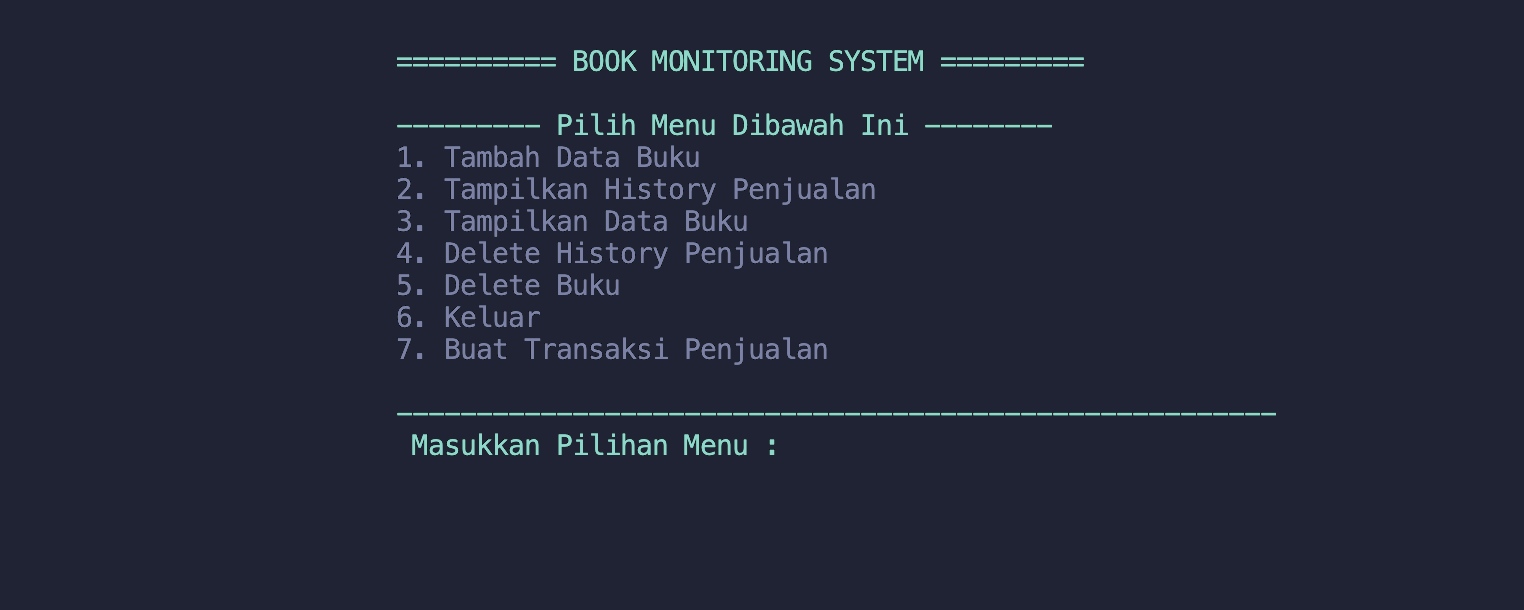 ========== BOOK MONITORING SYSTEM =========
--------- Pilih Menu Dibawah Ini --------
1. Tambah Data Buku
2. Tampilkan History Penjualan
3. Tampilkan Data Buku
4. Delete History Penjualan
5. Delete Buku
6. Keluar
7. Buat Transaksi Penjualan
-------------------------------------------------------
Masukkan Pilihan Menu :